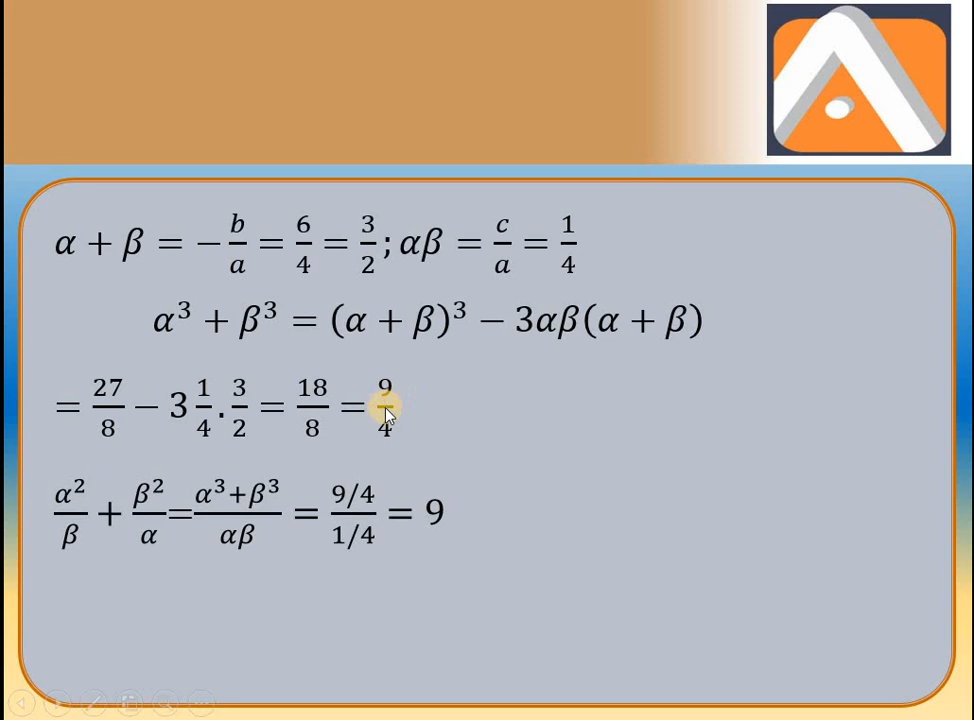 α + β = −b/a = 6/4 = 3/2 ; αβ = c/a = 1/4
α³ + β³ = (α + β)³ − 3αβ(α + β)
= 27/8 − 3 1/4 . 3/2 = 18/8 = 9/4
α²/β + β²/α = α³+β³/αβ = 9/4/1/4 = 9